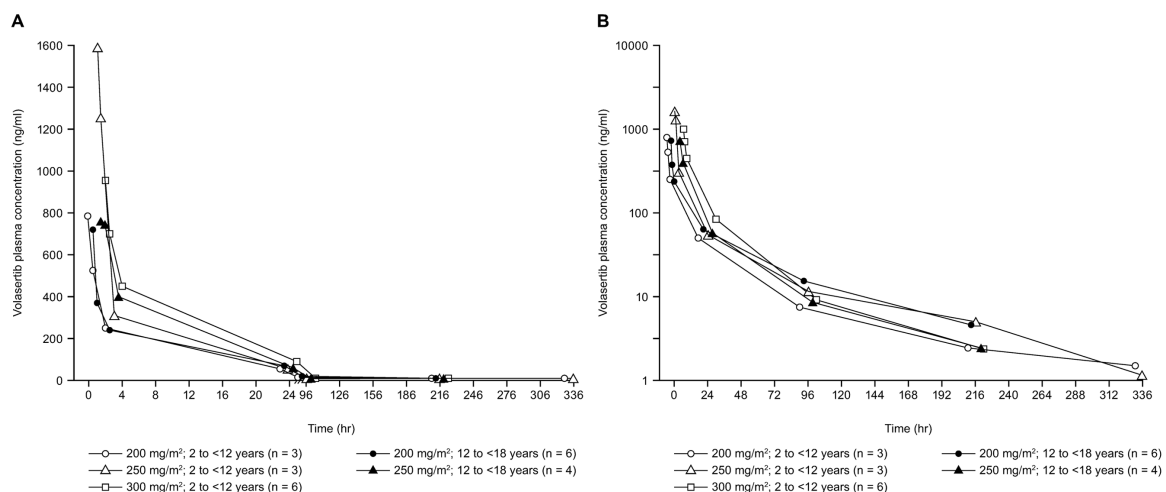 A
Volasertib plasma concentration (ng/ml)
1600
1400
1200
1000
800
600
400
200
0
0 4 8 12 16 20 24 96 126 156 186 216 246 276 306 336
Time (hr)
200 mg/m²; 2 to <12 years (n = 3)
250 mg/m²; 2 to <12 years (n = 3)
300 mg/m²; 2 to <12 years (n = 6)
200 mg/m²; 12 to <18 years (n = 6)
250 mg/m²; 12 to <18 years (n = 4)
B
Volasertib plasma concentration (ng/ml)
10000
1000
100
10
1
0 24 48 72 96 120 144 168 192 216 240 264 288 312 336
Time (hr)
200 mg/m²; 2 to <12 years (n = 3)
250 mg/m²; 2 to <12 years (n = 3)
300 mg/m²; 2 to <12 years (n = 6)
200 mg/m²; 12 to <18 years (n = 6)
250 mg/m²; 12 to <18 years (n = 4)